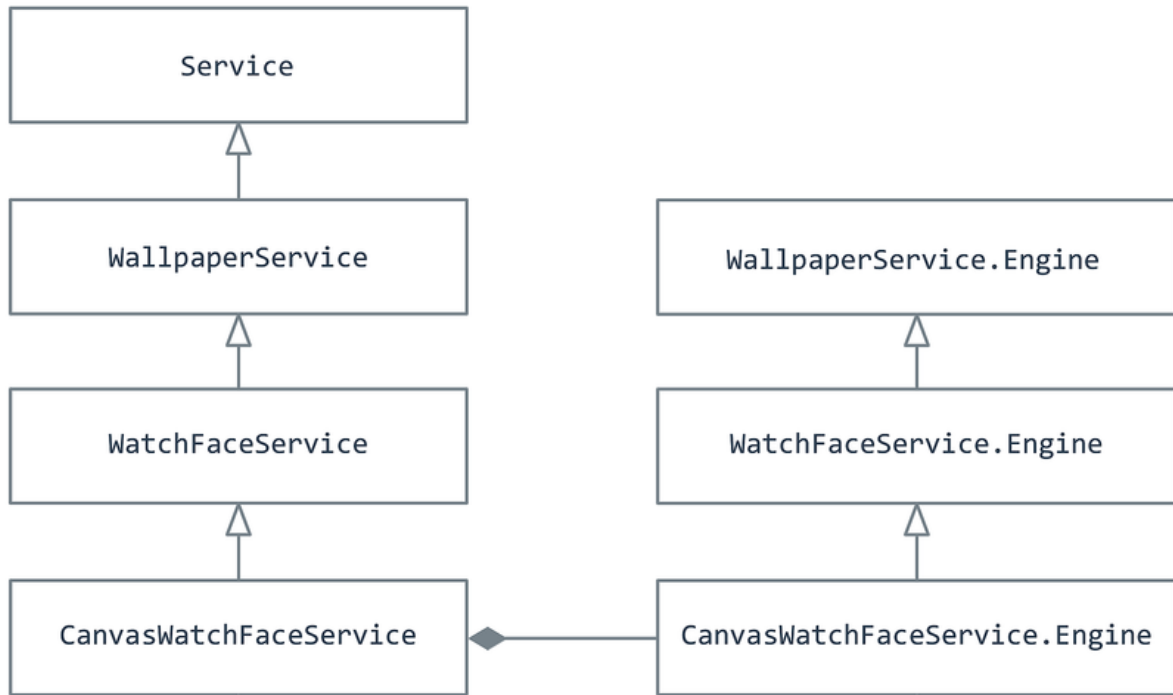 Service
WallpaperService
WallpaperService.Engine
WatchFaceService
WatchFaceService.Engine
CanvasWatchFaceService
CanvasWatchFaceService.Engine